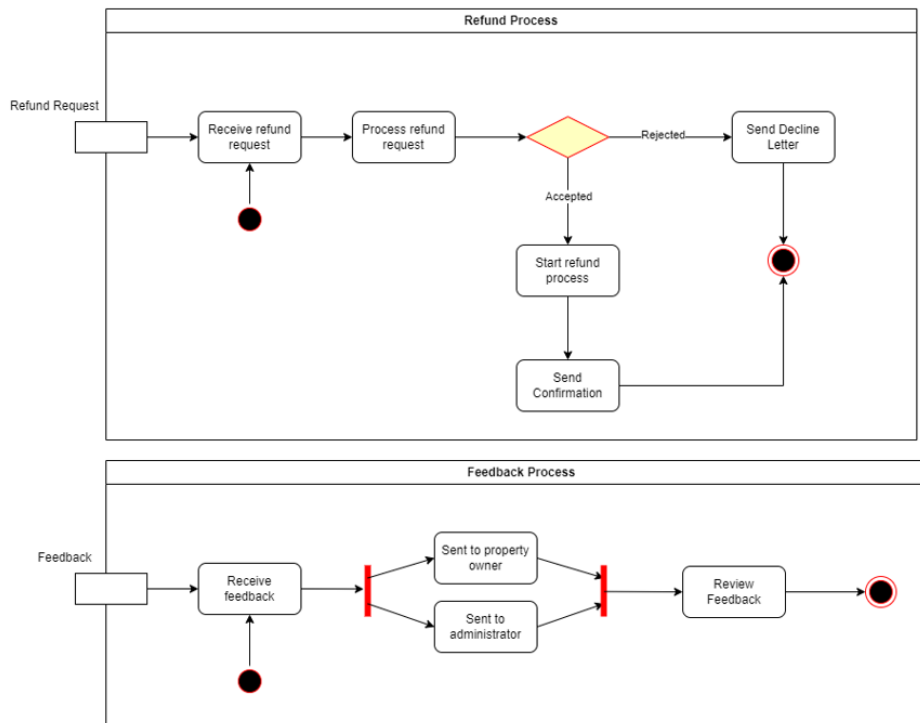 Refund Process
Refund Request
Receive refund
request
Process refund
request
Rejected
Send Decline
Letter
Accepted
Start refund
process
Send
Confirmation
Feedback Process
Feedback
Receive
feedback
Sent to property
owner
Sent to
administrator
Review
Feedback